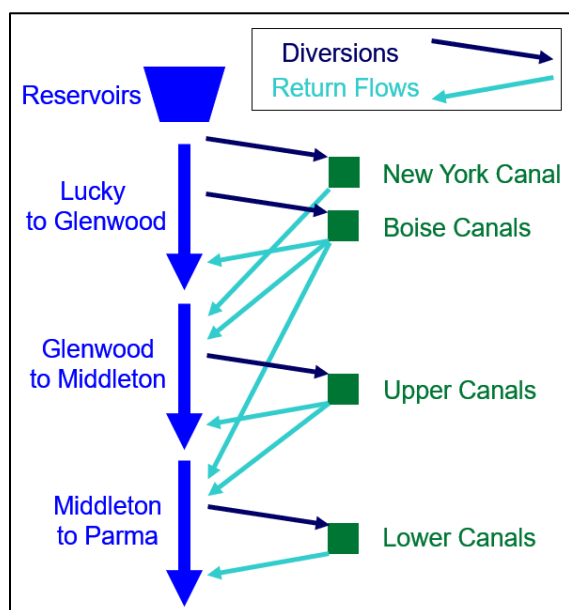 Diversions
Return Flows
Reservoirs
New York Canal
Lucky
to Glenwood
Boise Canals
Glenwood
to Middleton
Upper Canals
Middleton
to Parma
Lower Canals